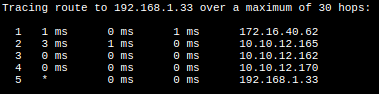 Tracing route to 192.168.1.33 over a maximum of 30 hops:
1 1 ms 0 ms 1 ms 172.16.40.62
2 3 ms 1 ms 0 ms 10.10.12.165
3 0 ms 0 ms 0 ms 10.10.12.162
4 0 ms 0 ms 0 ms 10.10.12.170
5 * 0 ms 0 ms 192.168.1.33